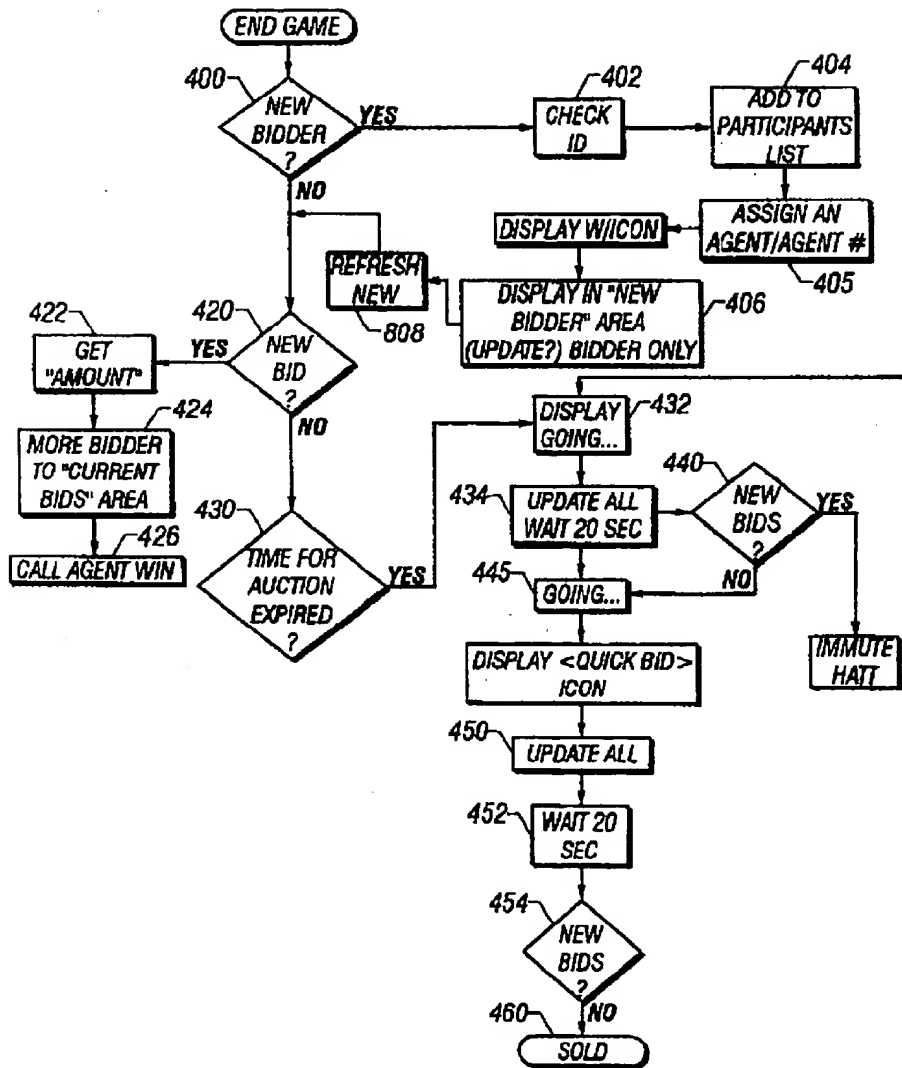 END GAME
400
NEW
BIDDER
?
YES
NO
402
CHECK
ID
404
ADD TO
PARTICIPANTS
LIST
ASSIGN AN
AGENT/AGENT #
405
DISPLAY W/ICON
DISPLAY IN "NEW
BIDDER" AREA
(UPDATE?) BIDDER ONLY
406
REFRESH
NEW
808
420
NEW
BID
?
YES
NO
422
GET
"AMOUNT"
424
MORE BIDDER
TO "CURRENT
BIDS" AREA
426
CALL AGENT WIN
430
TIME FOR
AUCTION
EXPIRED
?
YES
DISPLAY
GOING...
432
434
UPDATE ALL
WAIT 20 SEC
440
NEW
BIDS
?
YES
NO
445
GOING...
IMMUTE
HATT
DISPLAY <QUICK BID>
ICON
450
UPDATE ALL
452
WAIT 20
SEC
454
NEW
BIDS
?
NO
460
SOLD